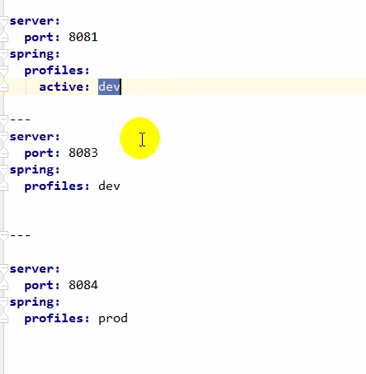 server:
  port: 8081
spring:
  profiles:
    active: dev
---
server:
  port: 8083
spring:
  profiles: dev
---
server:
  port: 8084
spring:
  profiles: prod